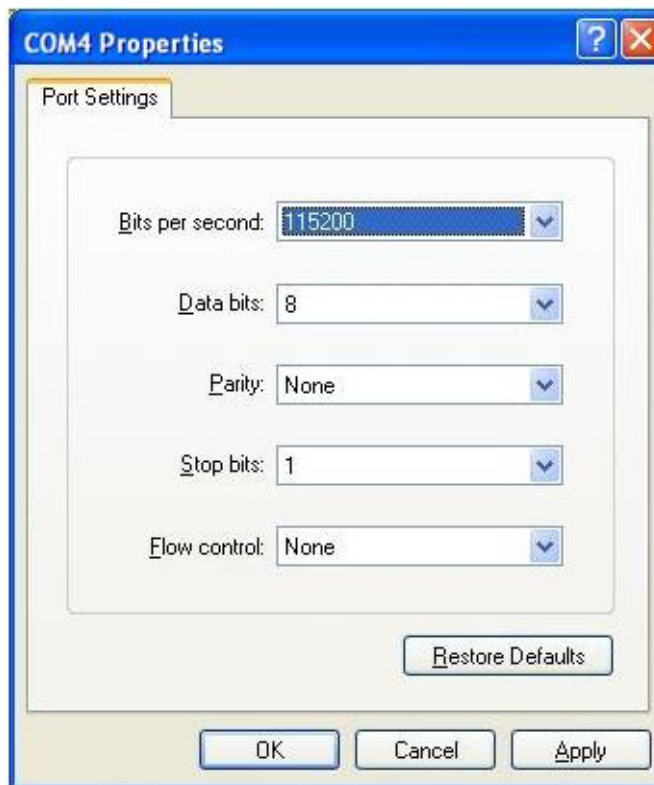 COM4 Properties
Port Settings
Bits per second: 115200
Data bits: 8
Parity: None
Stop bits: 1
Flow control: None
Restore Defaults
OK Cancel Apply